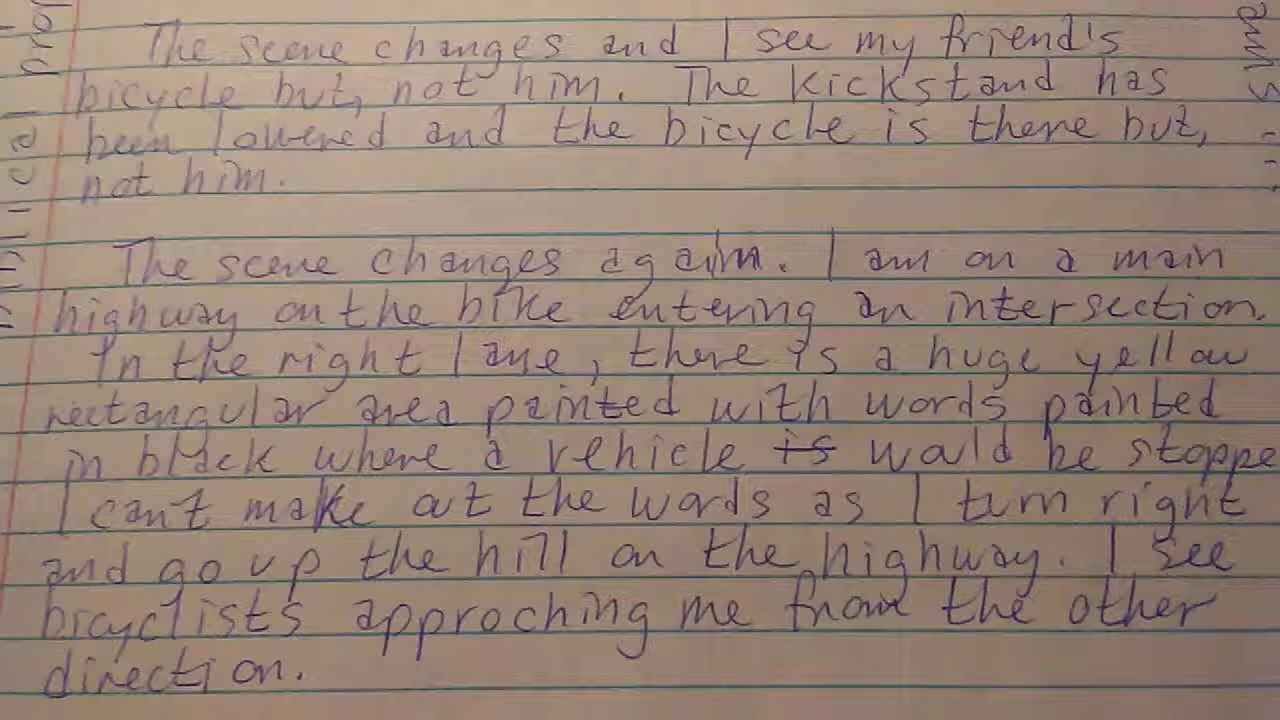 The scene changes and I see my friend's
bicycle but, not him. The kickstand has
been lowered and the bicycle is there but,
not him.
The scene changes again. I am on a main
highway on the bike entering an intersection.
In the right lane, there is a huge yellow
rectangular area painted with words painted
in black where a vehicle is would be stoppe
I can't make out the words as I turn right
and go up the hill on the highway. I see
bicyclists approching me from the other
direction.